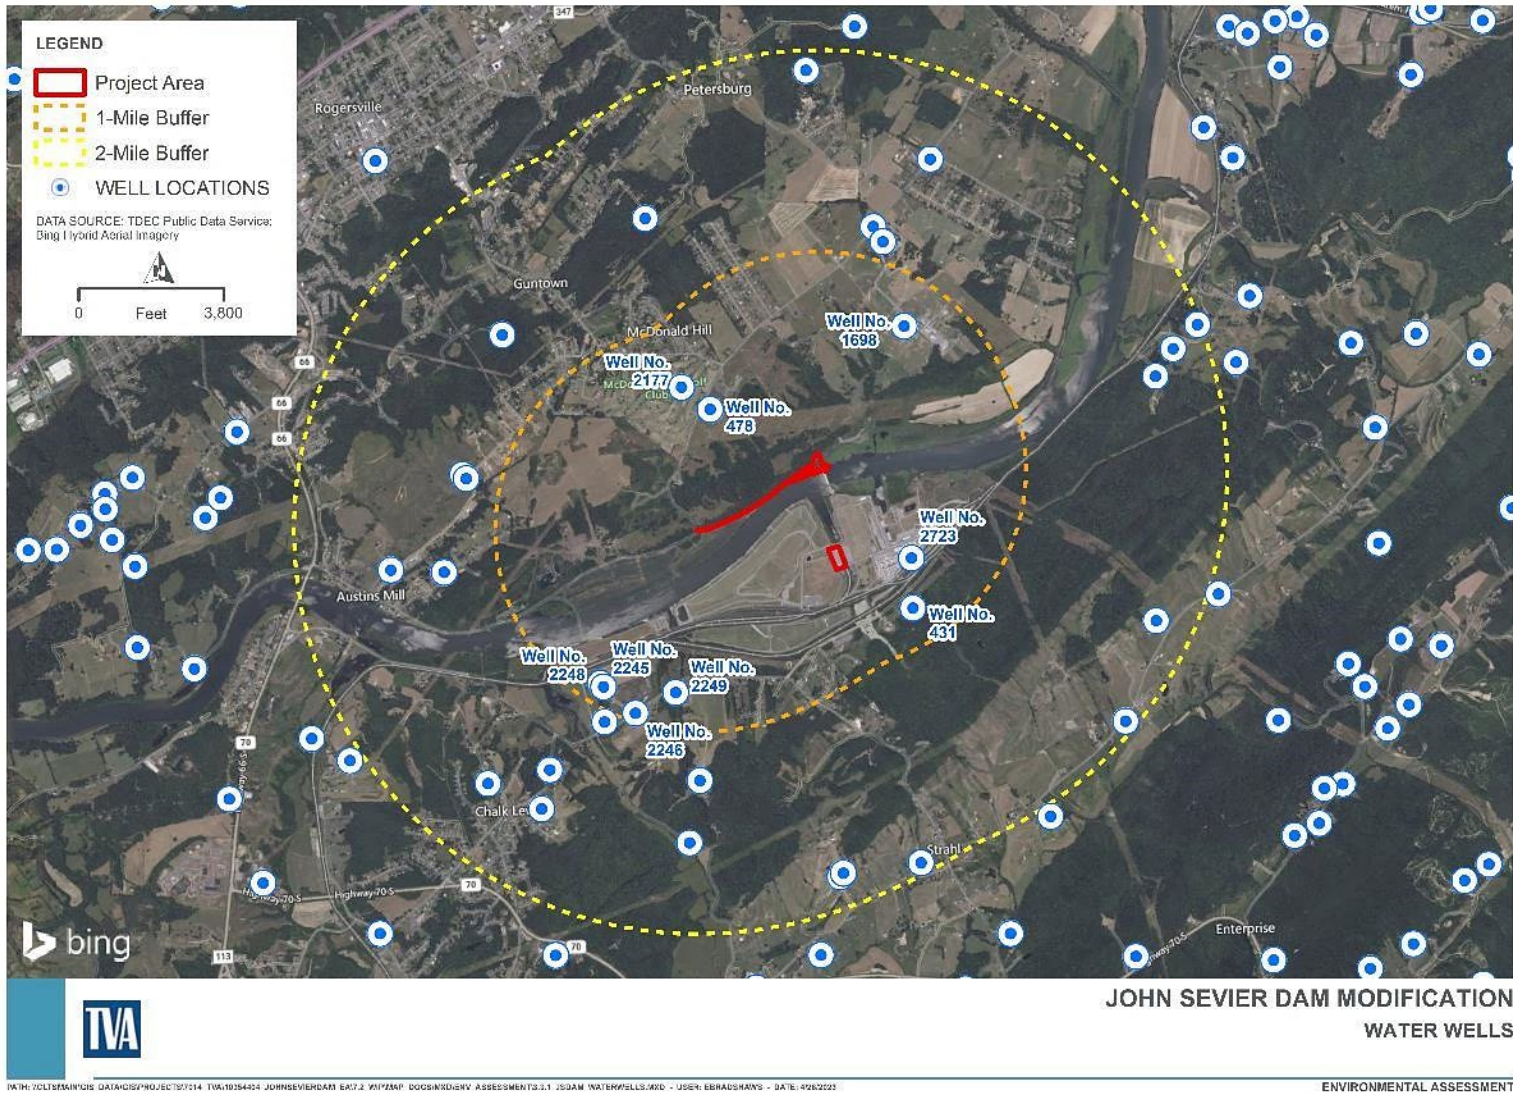 LEGEND
Project Area
1-Mile Buffer
2-Mile Buffer
WELL LOCATIONS
DATA SOURCE: TDEC Public Data Service;
Bing Hybrid Aerial Imagery
N
0 Feet 3,800
347
Petersburg
Rogersville
Guntown
McDonald Hill
Well No.
1698
Well No.
2177
Club
Well No.
478
66
66
66
Well No.
2723
Austins Mill
Well No.
431
Well No.
2248
Well No.
2245
Well No.
2249
Well No.
2246
70
Chalk
Strahl
70
Highway 70-S
Highway-70-S
Enterprise
70
113
bing
TVA
JOHN SEVIER DAM MODIFICATION
WATER WELLS
ENVIRONMENTAL ASSESSMENT